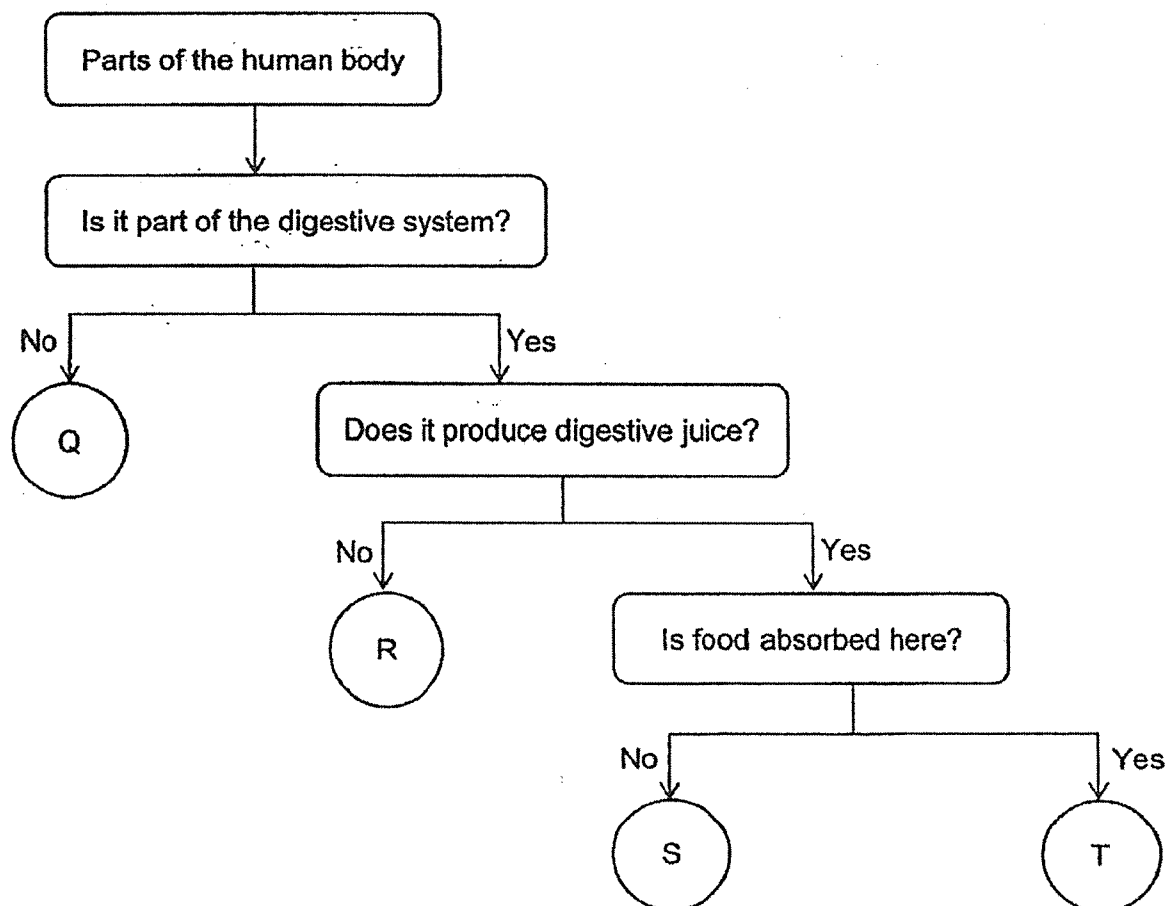 Parts of the human body
Is it part of the digestive system?
No
Yes
Q
Does it produce digestive juice?
No
Yes
R
Is food absorbed here?
No
Yes
S
T